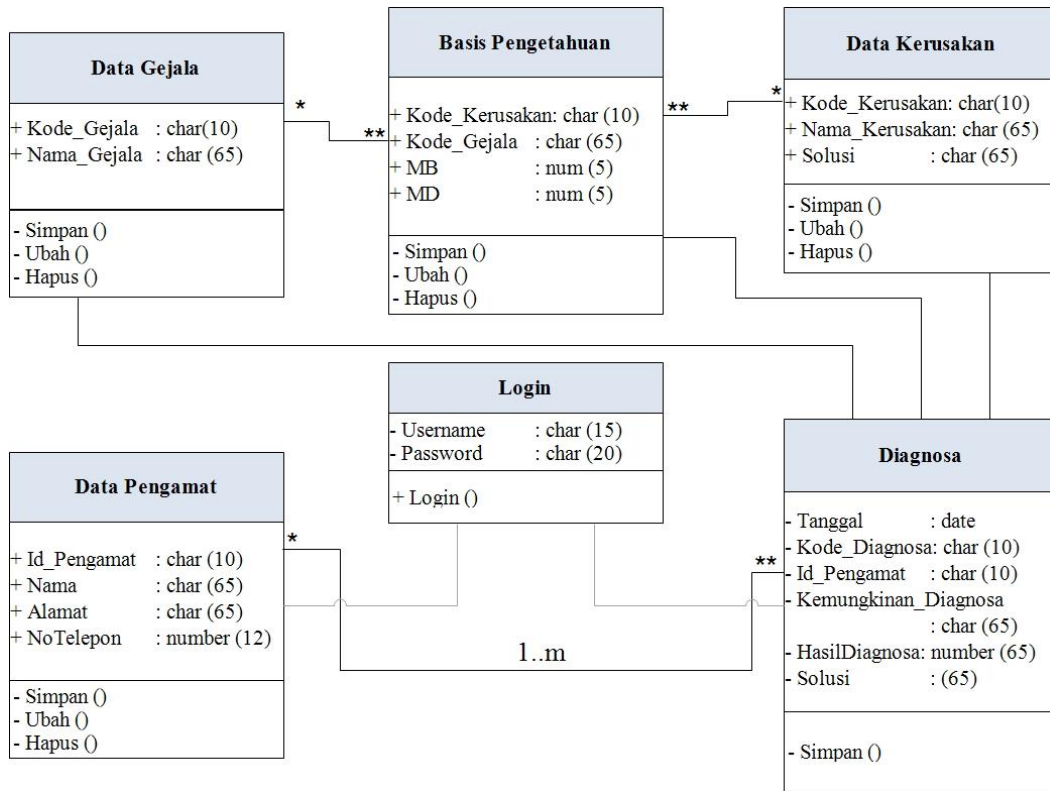 Data Gejala
+ Kode_Gejala : char(10)
+ Nama_Gejala : char (65)
- Simpan ()
- Ubah ()
- Hapus ()
*
**
Basis Pengetahuan
+ Kode_Kerusakan: char (10)
+ Kode_Gejala : char (65)
+ MB : num (5)
+ MD : num (5)
- Simpan ()
- Ubah ()
- Hapus ()
**
*
Data Kerusakan
+ Kode_Kerusakan: char(10)
+ Nama_Kerusakan: char (65)
+ Solusi : char (65)
- Simpan ()
- Ubah ()
- Hapus ()
Login
- Username : char (15)
- Password : char (20)
+ Login ()
Data Pengamat
+ Id_Pengamat : char (10)
+ Nama : char (65)
+ Alamat : char (65)
+ NoTelepon : number (12)
- Simpan ()
- Ubah ()
- Hapus ()
*
1..m
**
Diagnosa
- Tanggal : date
- Kode_Diagnosa: char (10)
- Id_Pengamat : char (10)
- Kemungkinan_Diagnosa
: char (65)
- HasilDiagnosa: number (65)
- Solusi : (65)
- Simpan ()